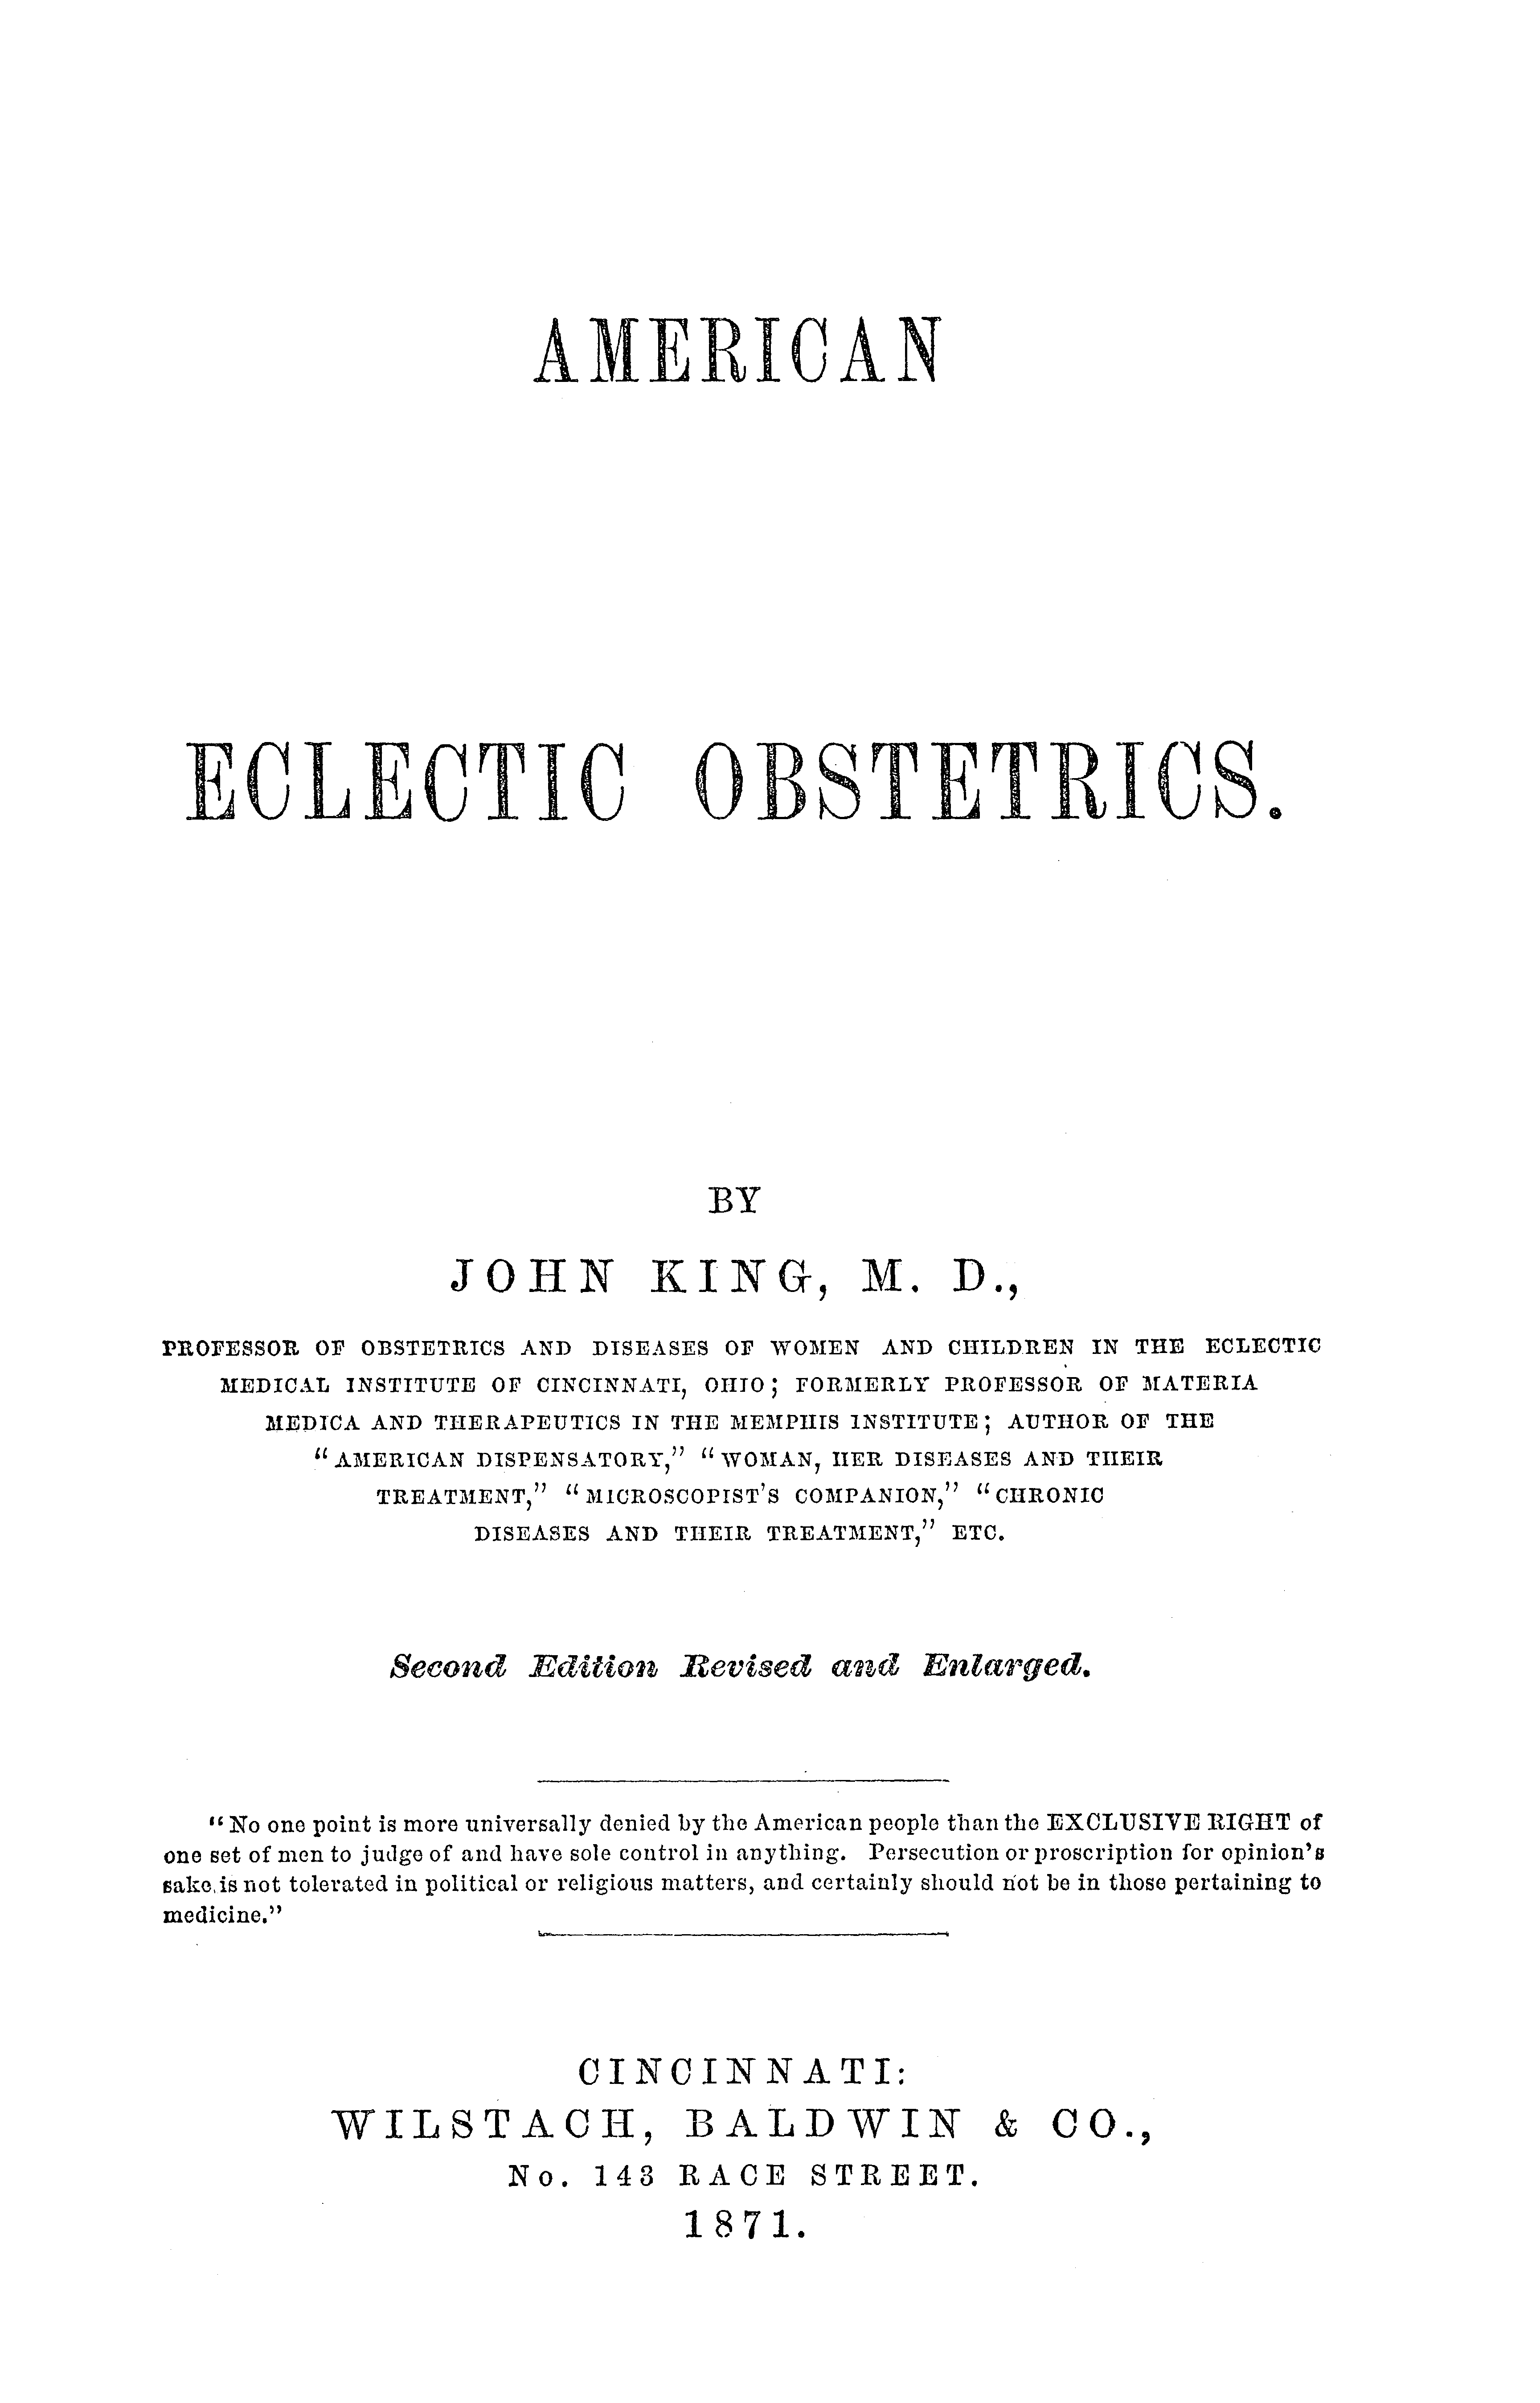 AMERICAN
ECLECTIC OBSTETRICS.
BY
JOHN KING, M. D.,
PROFESSOR OF OBSTETRICS AND DISEASES OF WOMEN AND CHILDREN IN THE ECLECTIC
MEDICAL INSTITUTE OF CINCINNATI, OHIO; FORMERLY PROFESSOR OF MATERIA
MEDICA AND THERAPEUTICS IN THE MEMPHIS INSTITUTE; AUTHOR OF THE
“AMERICAN DISPENSATORY,” “WOMAN, HER DISEASES AND THEIR
TREATMENT,” “MICROSCOPIST'S COMPANION,” “CHRONIC
DISEASES AND THEIR TREATMENT,” ETC.
Second Edition Revised and Enlarged.
“No one point is more universally denied by the American people than the EXCLUSIVE RIGHT of
one set of men to judge of and have sole control in anything. Persecution or proscription for opinion's
sake, is not tolerated in political or religious matters, and certainly should not be in those pertaining to
medicine.”
CINCINNATI:
WILSTACH, BALDWIN & CO.,
No. 143 RACE STREET.
1871.